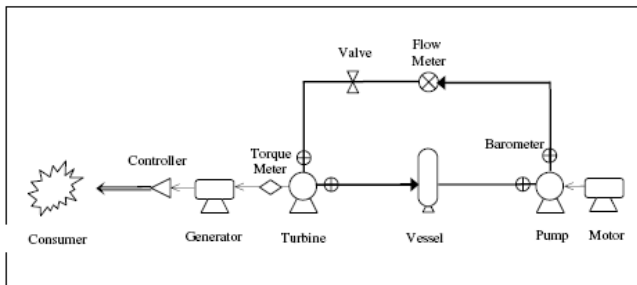 Valve
Flow
Meter
Controller
Torque
Meter
Barometer
Consumer
Generator
Turbine
Vessel
Pump
Motor